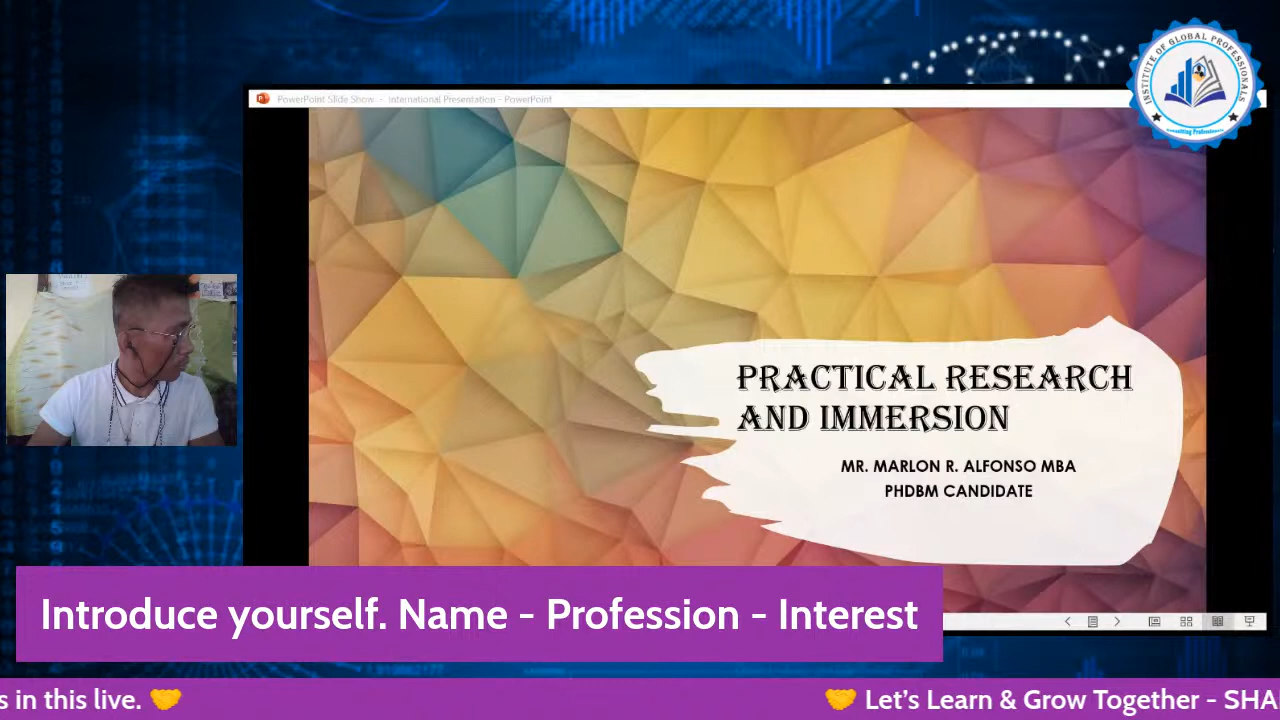 INSTITUTE OF GLOBAL PROFESSIONALS
PowerPoint Slide Show - International Presentation - PowerPoint
PRACTICAL RESEARCH
AND IMMERSION
MR. MARLON R. ALFONSO MBA
PHDBM CANDIDATE
Introduce yourself. Name - Profession - Interest
s in this live. 🤝
🤝 Let's Learn & Grow Together - SHA